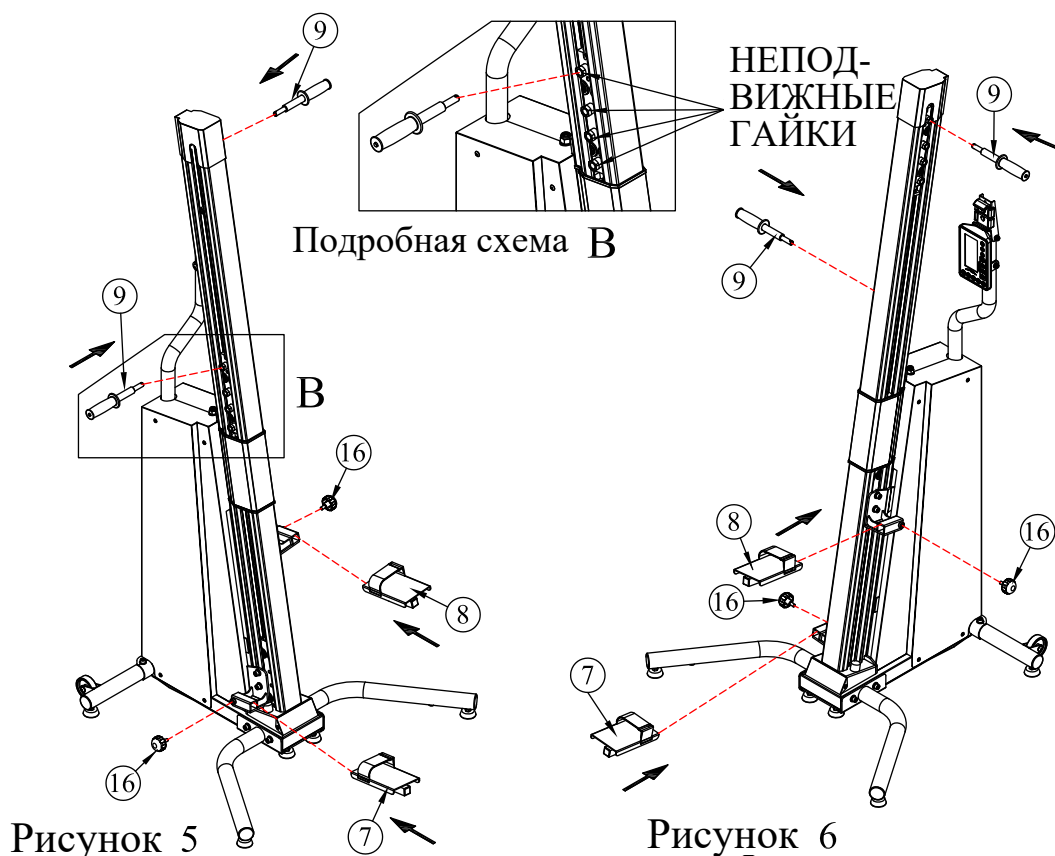 9
НЕПОД-
ВИЖНЫЕ
ГАЙКИ
9
Подробная схема B
9
9
B
16
8
8
16
16
7
16
7
Рисунок 5
Рисунок 6